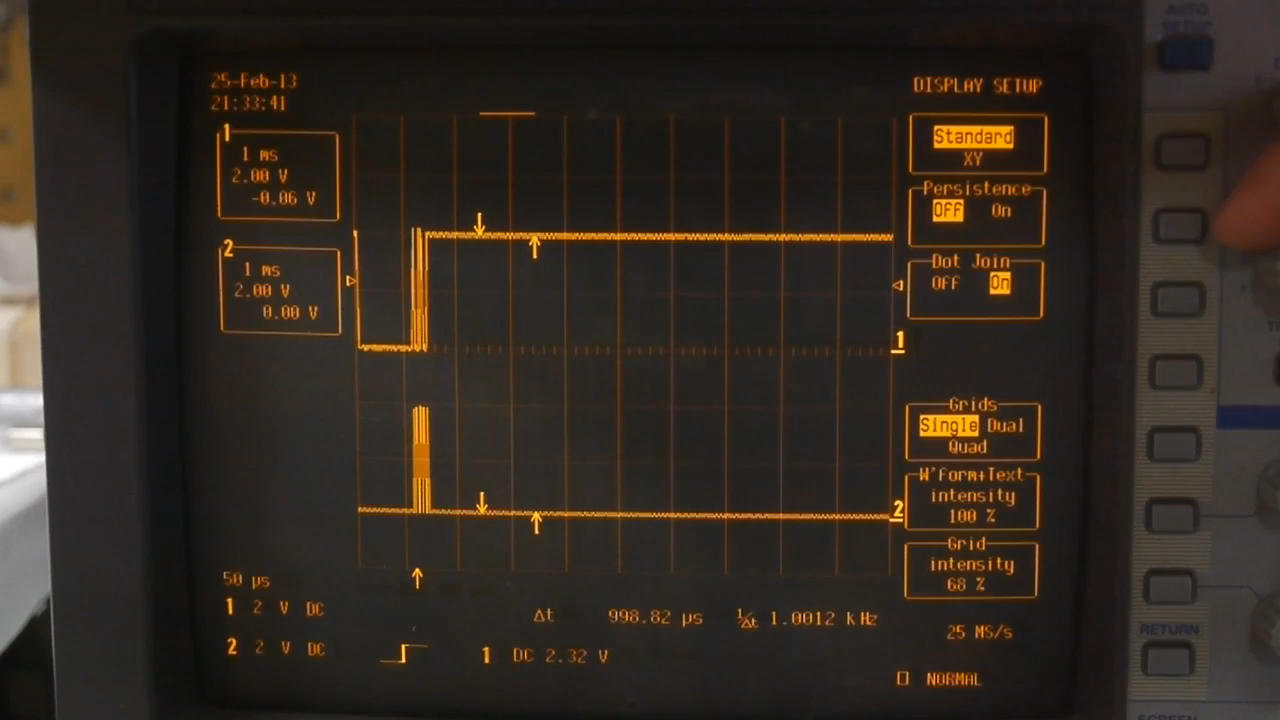 AUTO
SETUP
25-Feb-13
21:33:41
DISPLAY SETUP
1
1 ms
2.00 V
-0.06 V
2
1 ms
2.00 V
0.00 V
Standard
XY
Persistence
OFF On
Dot Join
OFF On
1
Grids
Single Dual
Quad
W'form+Text
intensity
100 %
2
Grid
intensity
68 %
50 µs
1 2 V DC
2 2 V DC
Δt 998.82 µs 1/Δt 1.0012 kHz
1 DC 2.32 V
25 MS/s
□ NORMAL
RETURN
SCREEN